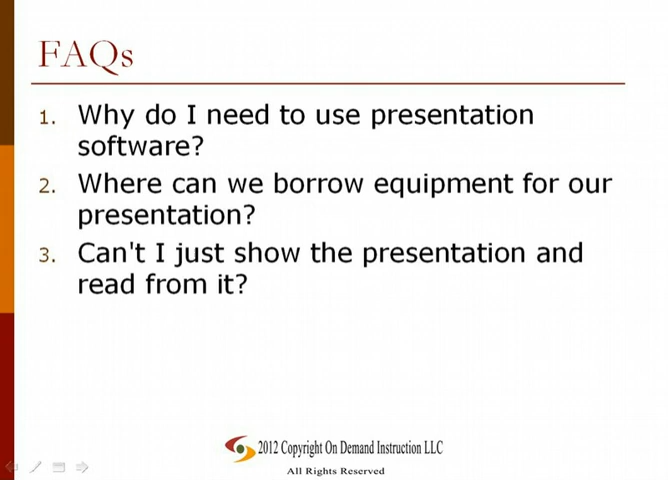 FAQs
1. Why do I need to use presentation
software?
2. Where can we borrow equipment for our
presentation?
3. Can't I just show the presentation and
read from it?
2012 Copyright On Demand Instruction LLC
All Rights Reserved